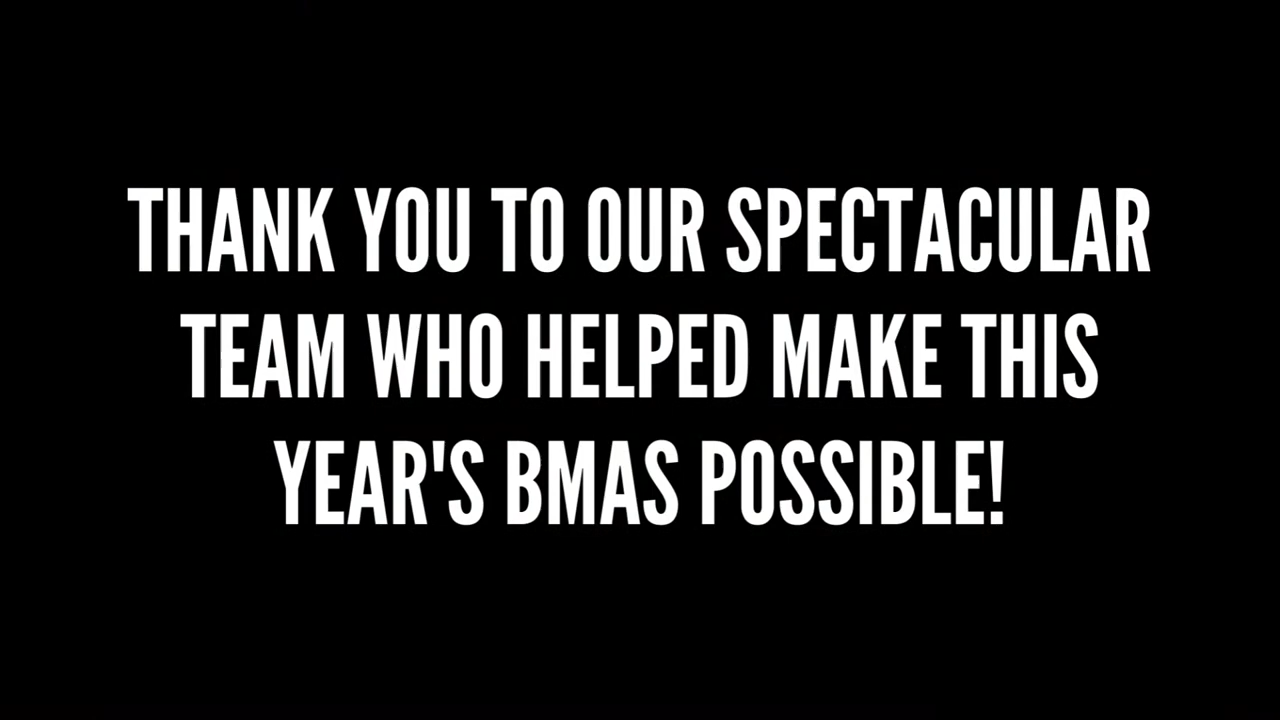 THANK YOU TO OUR SPECTACULAR
TEAM WHO HELPED MAKE THIS
YEAR'S BMAS POSSIBLE!